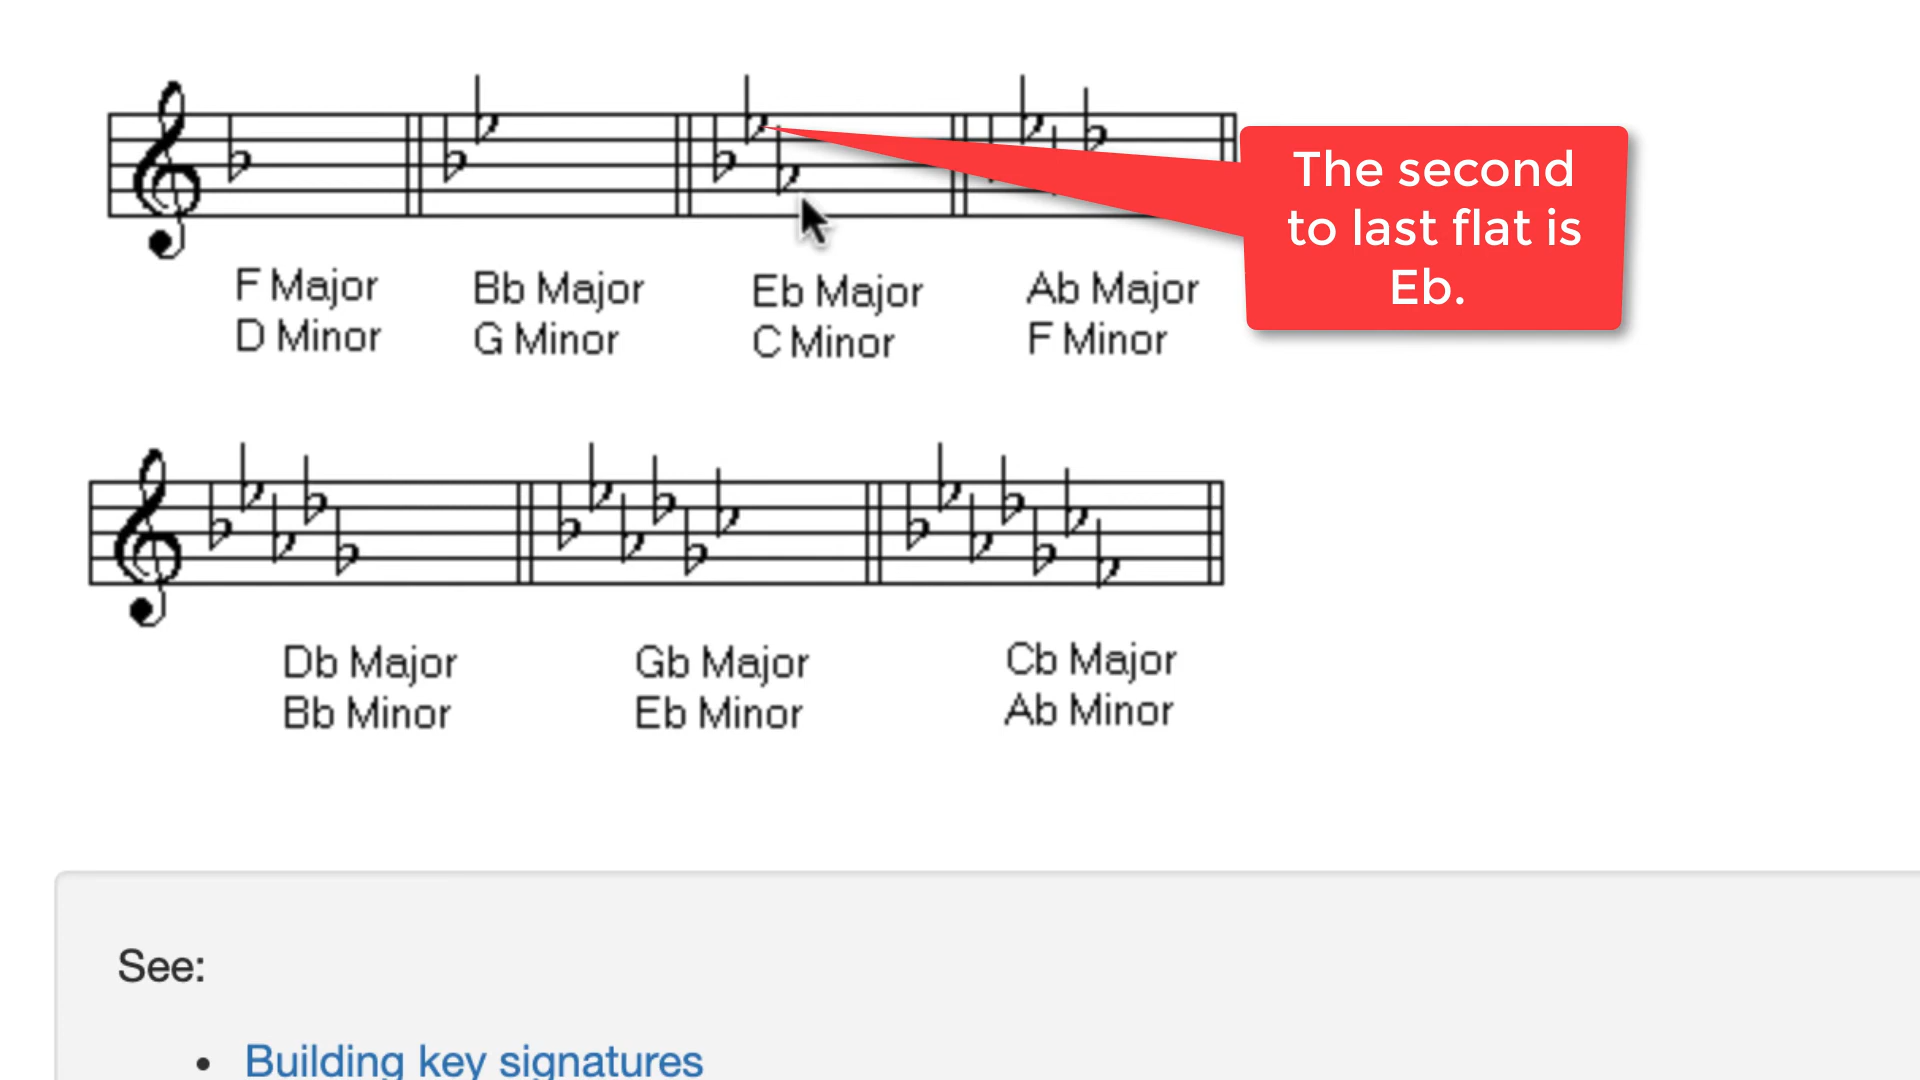 The second
to last flat is
Eb.
F Major
D Minor
Bb Major
G Minor
Eb Major
C Minor
Ab Major
F Minor
Db Major
Bb Minor
Gb Major
Eb Minor
Cb Major
Ab Minor
See:
• Building key signatures